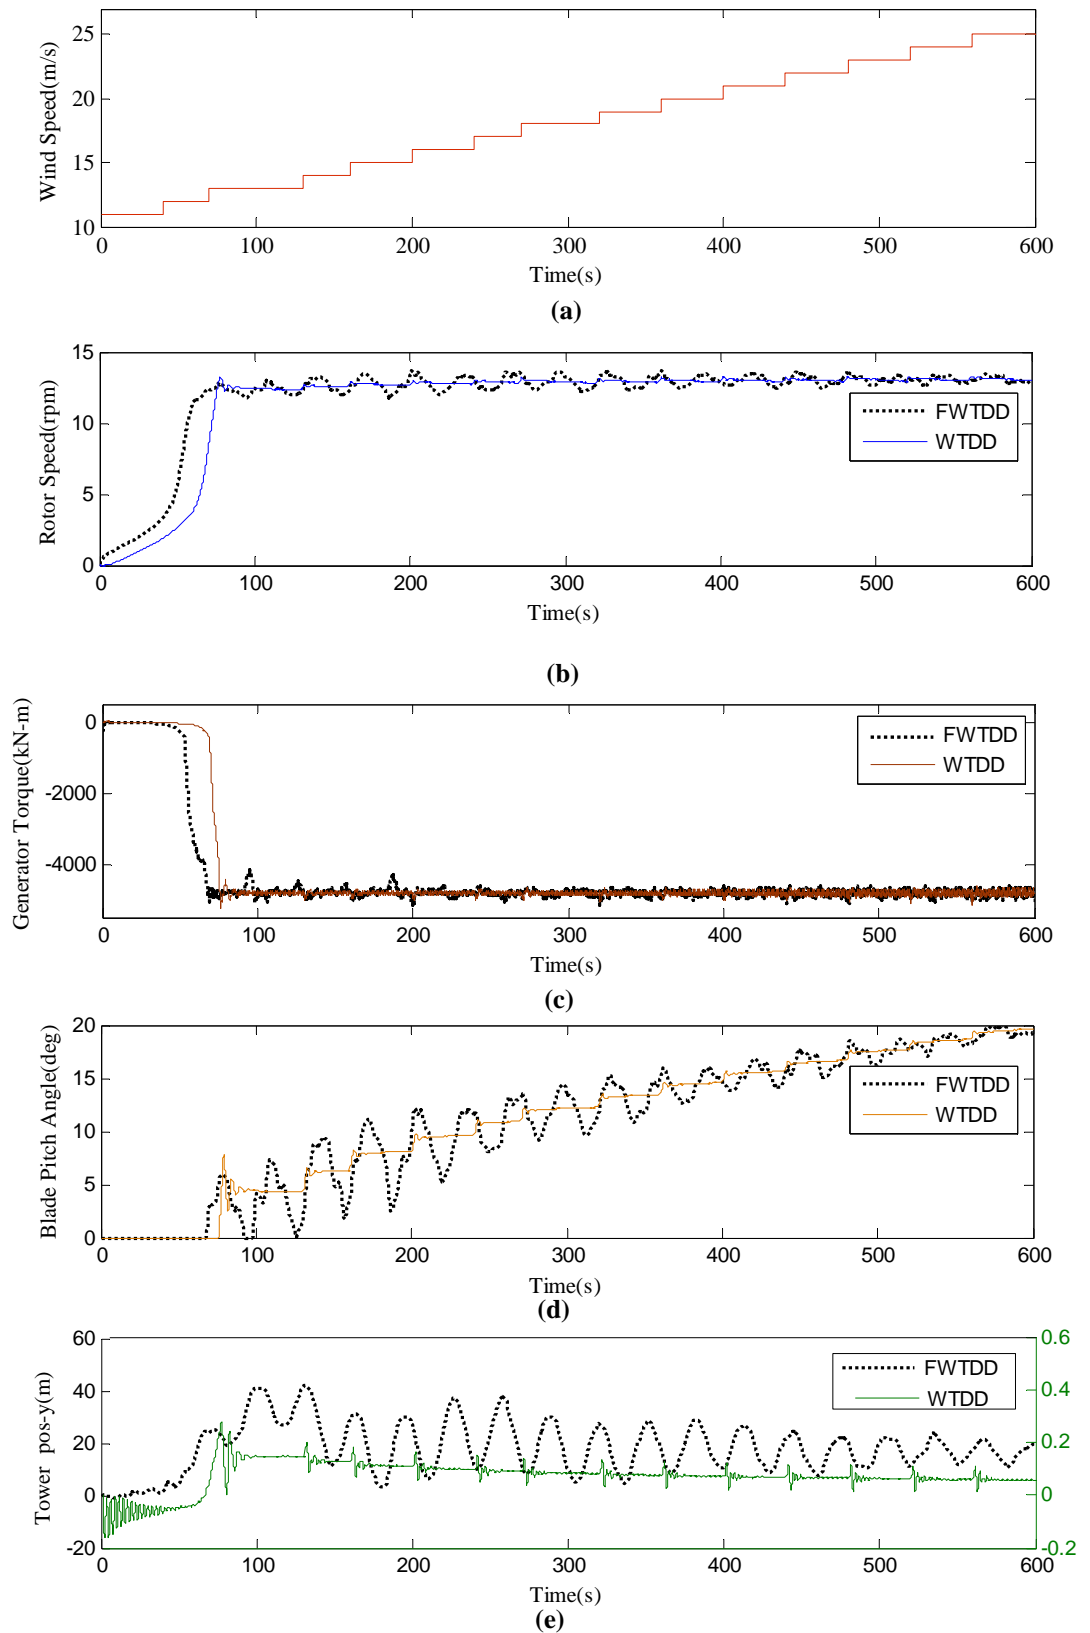 Wind Speed(m/s)
25
20
15
10
0 100 200 300 400 500 600
Time(s)
(a)
Rotor Speed(rpm)
15
10
5
0
FWTDD
WTDD
0 100 200 300 400 500 600
Time(s)
(b)
Generator Torque(kN-m)
0
-2000
-4000
FWTDD
WTDD
0 100 200 300 400 500 600
Time(s)
(c)
Blade Pitch Angle(deg)
20
15
10
5
0
FWTDD
WTDD
0 100 200 300 400 500 600
Time(s)
(d)
Tower pos-y(m)
60
40
20
0
-20
FWTDD
WTDD
0.6
0.4
0.2
0
-0.2
0 100 200 300 400 500 600
Time(s)
(e)